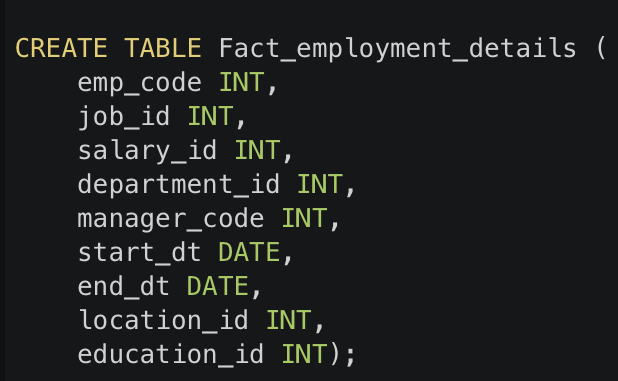 CREATE TABLE Fact_employment_details (
emp_code INT,
job_id INT,
salary_id INT,
department_id INT,
manager_code INT,
start_dt DATE,
end_dt DATE,
location_id INT,
education_id INT);